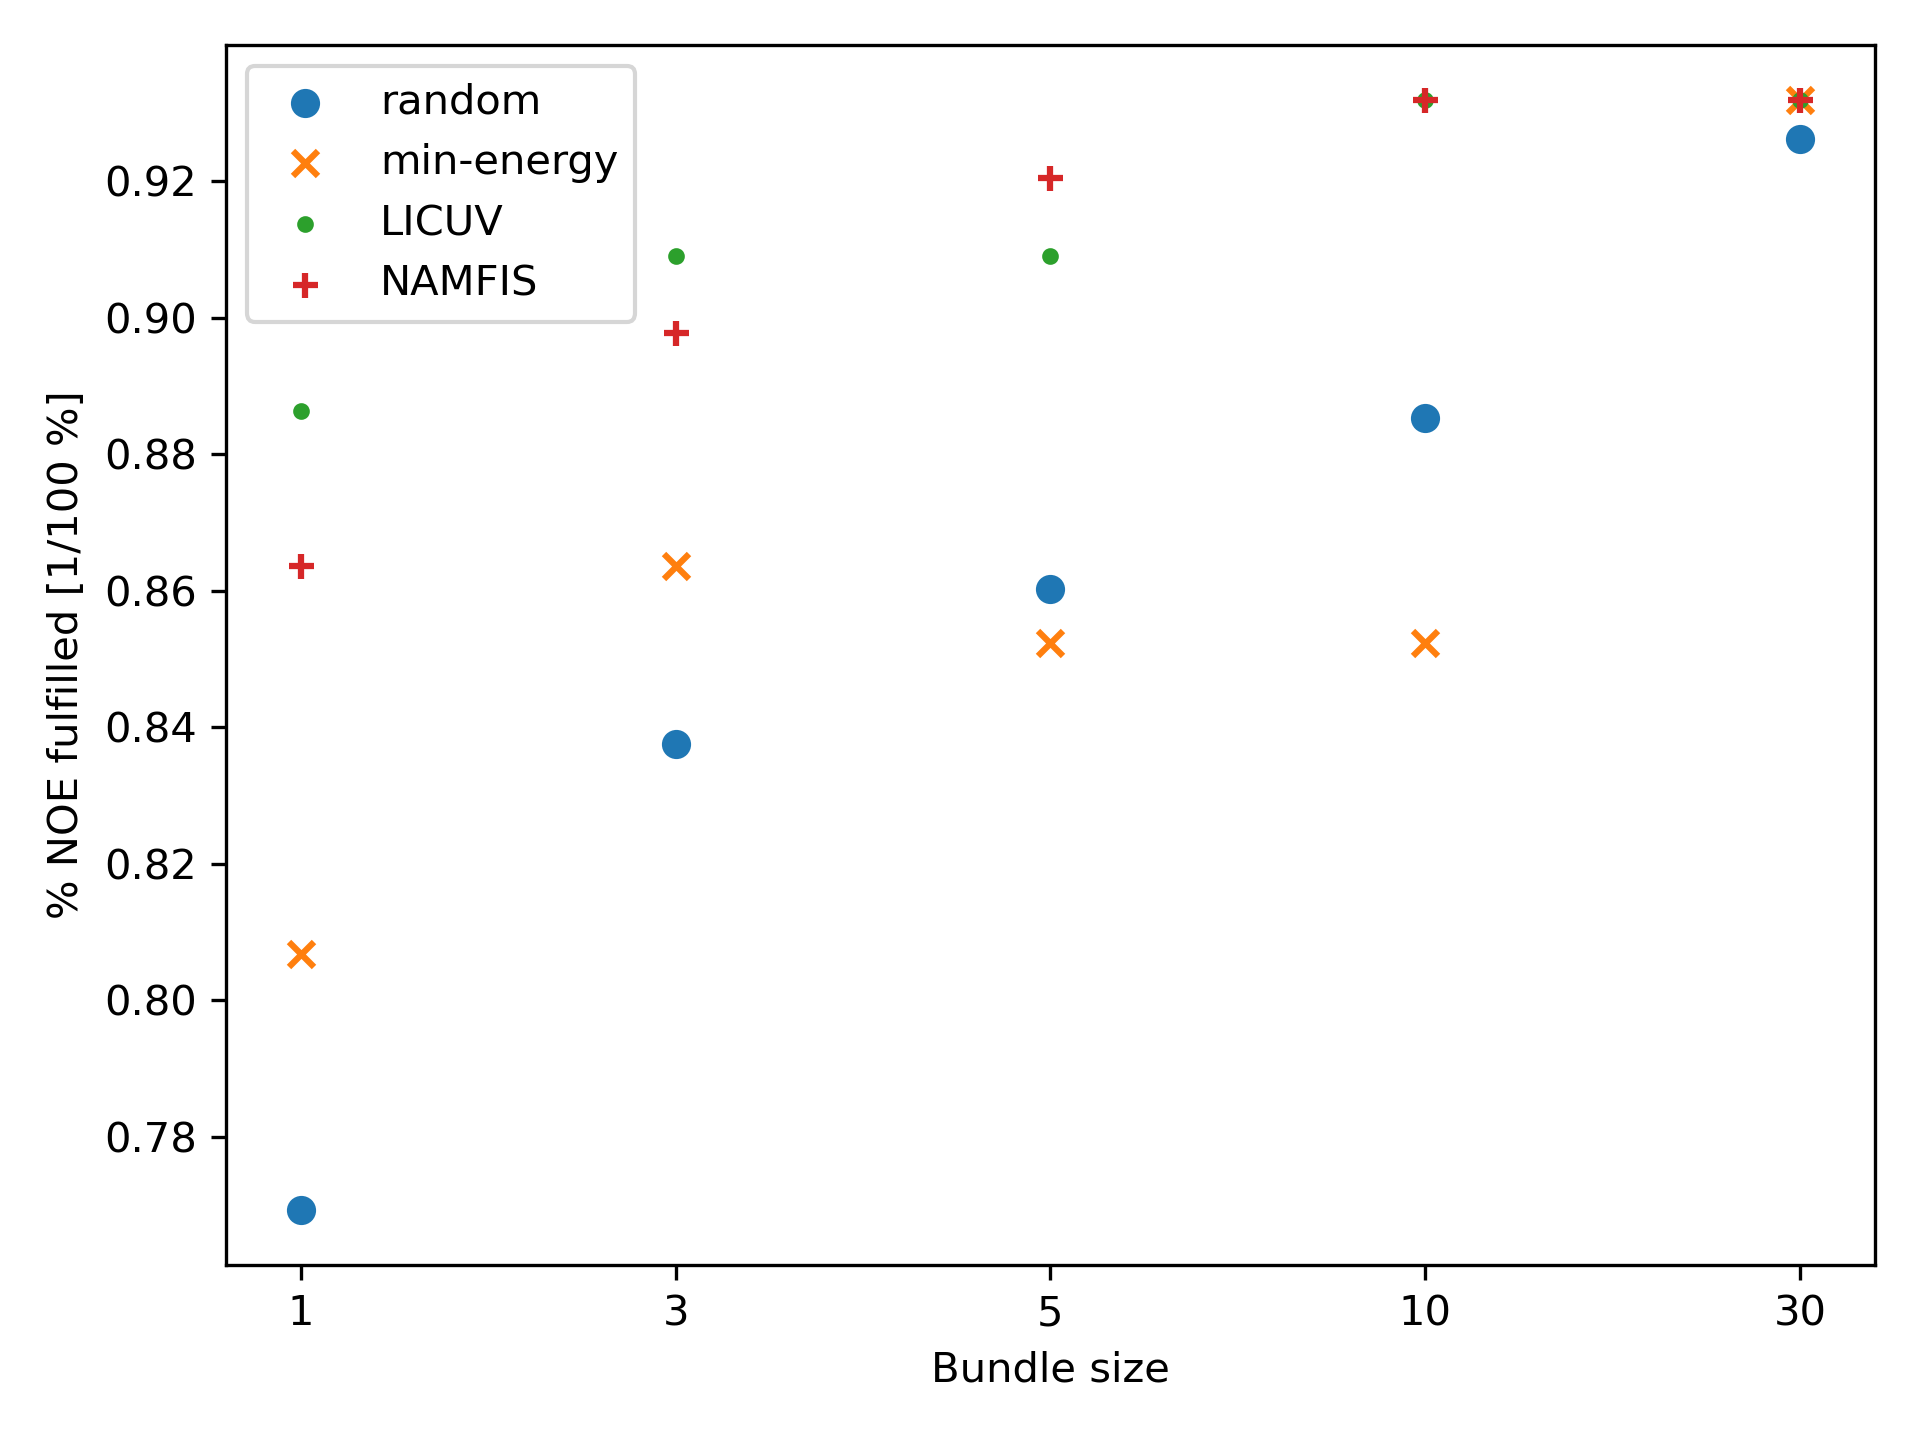 random
min-energy
LICUV
NAMFIS
0.92
0.90
0.88
0.86
0.84
0.82
0.80
0.78
% NOE fulfilled [1/100 %]
1 3 5 10 30
Bundle size